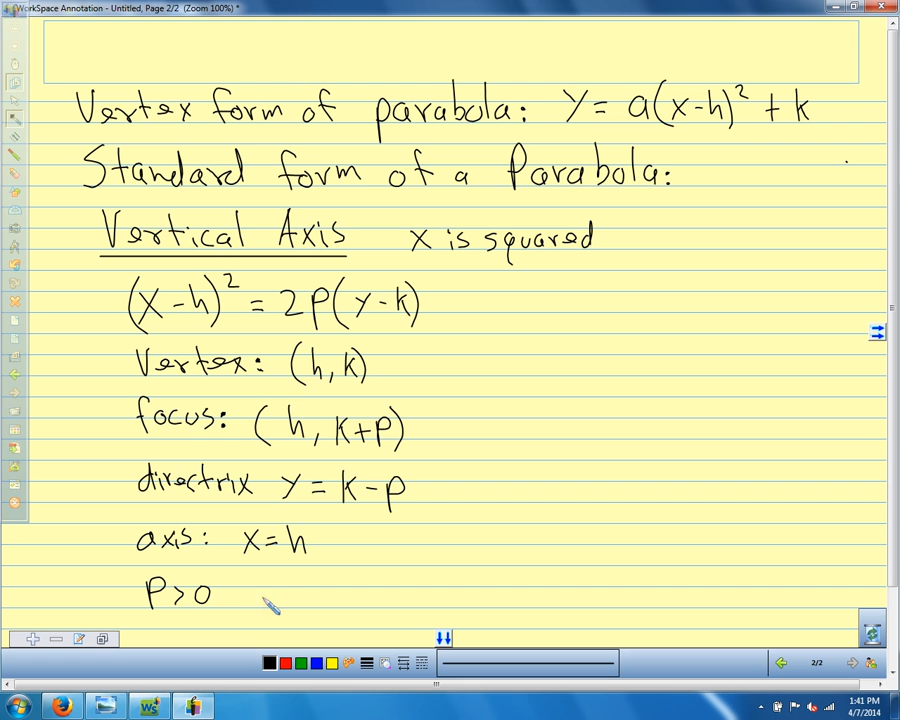 WorkSpace Annotation - Untitled, Page 2/2 (Zoom 100%) *
Vertex form of parabola: Y = a(x-h)² + k
Standard form of a Parabola:
Vertical Axis x is squared
(x-h)² = 2p(y-k)
Vertex: (h, k)
focus: (h, k+p)
directrix y = k-p
axis: x=h
P>0
2/2
1:41 PM
4/7/2014